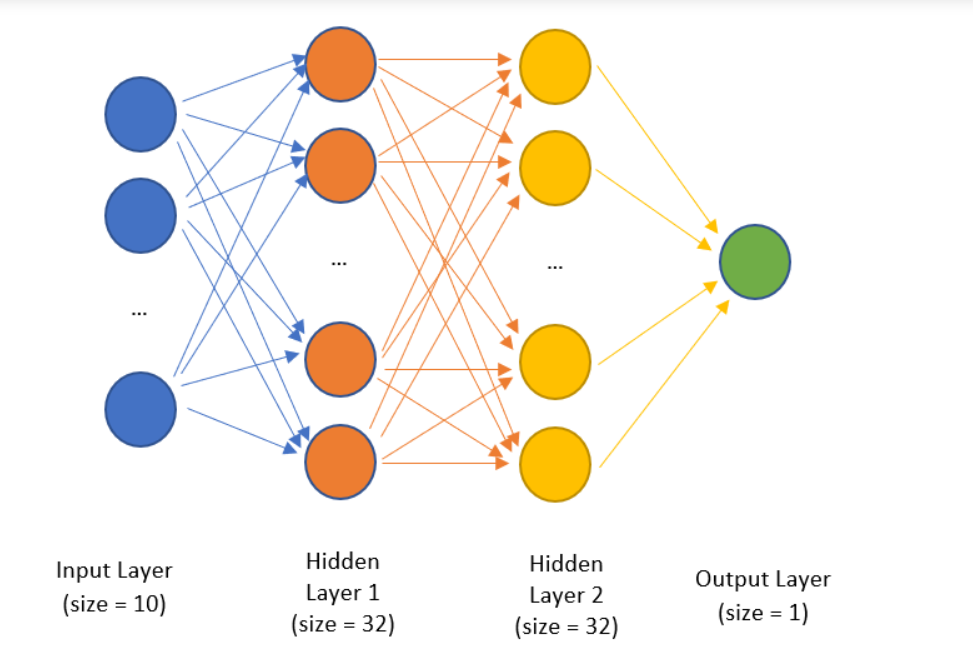 ...
...
...
Input Layer
(size = 10)
Hidden
Layer 1
(size = 32)
Hidden
Layer 2
(size = 32)
Output Layer
(size = 1)